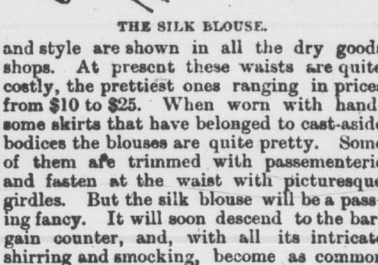 THE SILK BLOUSE.
and style are shown in all the dry goods
shops. At present these waists are quite
costly, the prettiest ones ranging in prices
from $10 to $25. When worn with hand
some skirts that have belonged to cast-aside
bodices the blouses are quite pretty. Some
of them are trimmed with passementerie
and fasten at the waist with picturesque
girdles. But the silk blouse will be a pass
ing fancy. It will soon descend to the bar
gain counter, and, with all its intricate
shirring and smocking, become as common